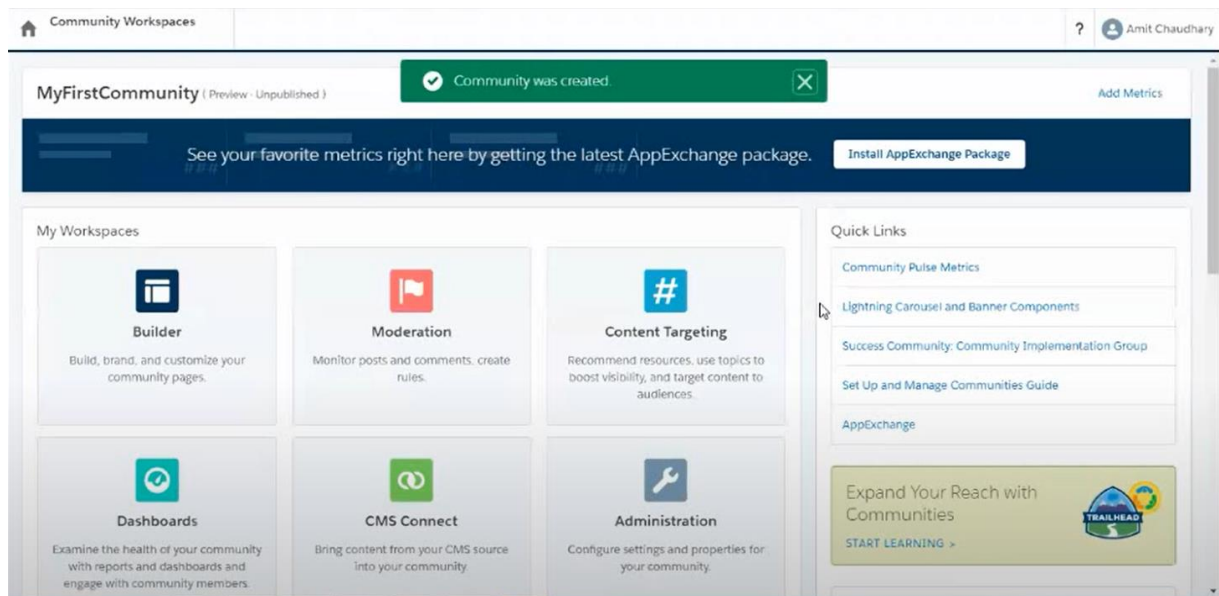 Community Workspaces
?
Amit Chaudhary
Community was created.
MyFirstCommunity ( Preview - Unpublished )
Add Metrics
See your favorite metrics right here by getting the latest AppExchange package.
Install AppExchange Package
###
###
###
My Workspaces
Builder
Build, brand, and customize your
community pages.
Moderation
Monitor posts and comments, create
rules.
#
Content Targeting
Recommend resources, use topics to
boost visibility, and target content to
audiences.
Dashboards
Examine the health of your community
with reports and dashboards and
engage with community members.
CMS Connect
Bring content from your CMS source
into your community.
Administration
Configure settings and properties for
your community.
Quick Links
Community Pulse Metrics
Lightning Carousel and Banner Components
Success Community: Community Implementation Group
Set Up and Manage Communities Guide
AppExchange
Expand Your Reach with
Communities
START LEARNING >
TRAILHEAD